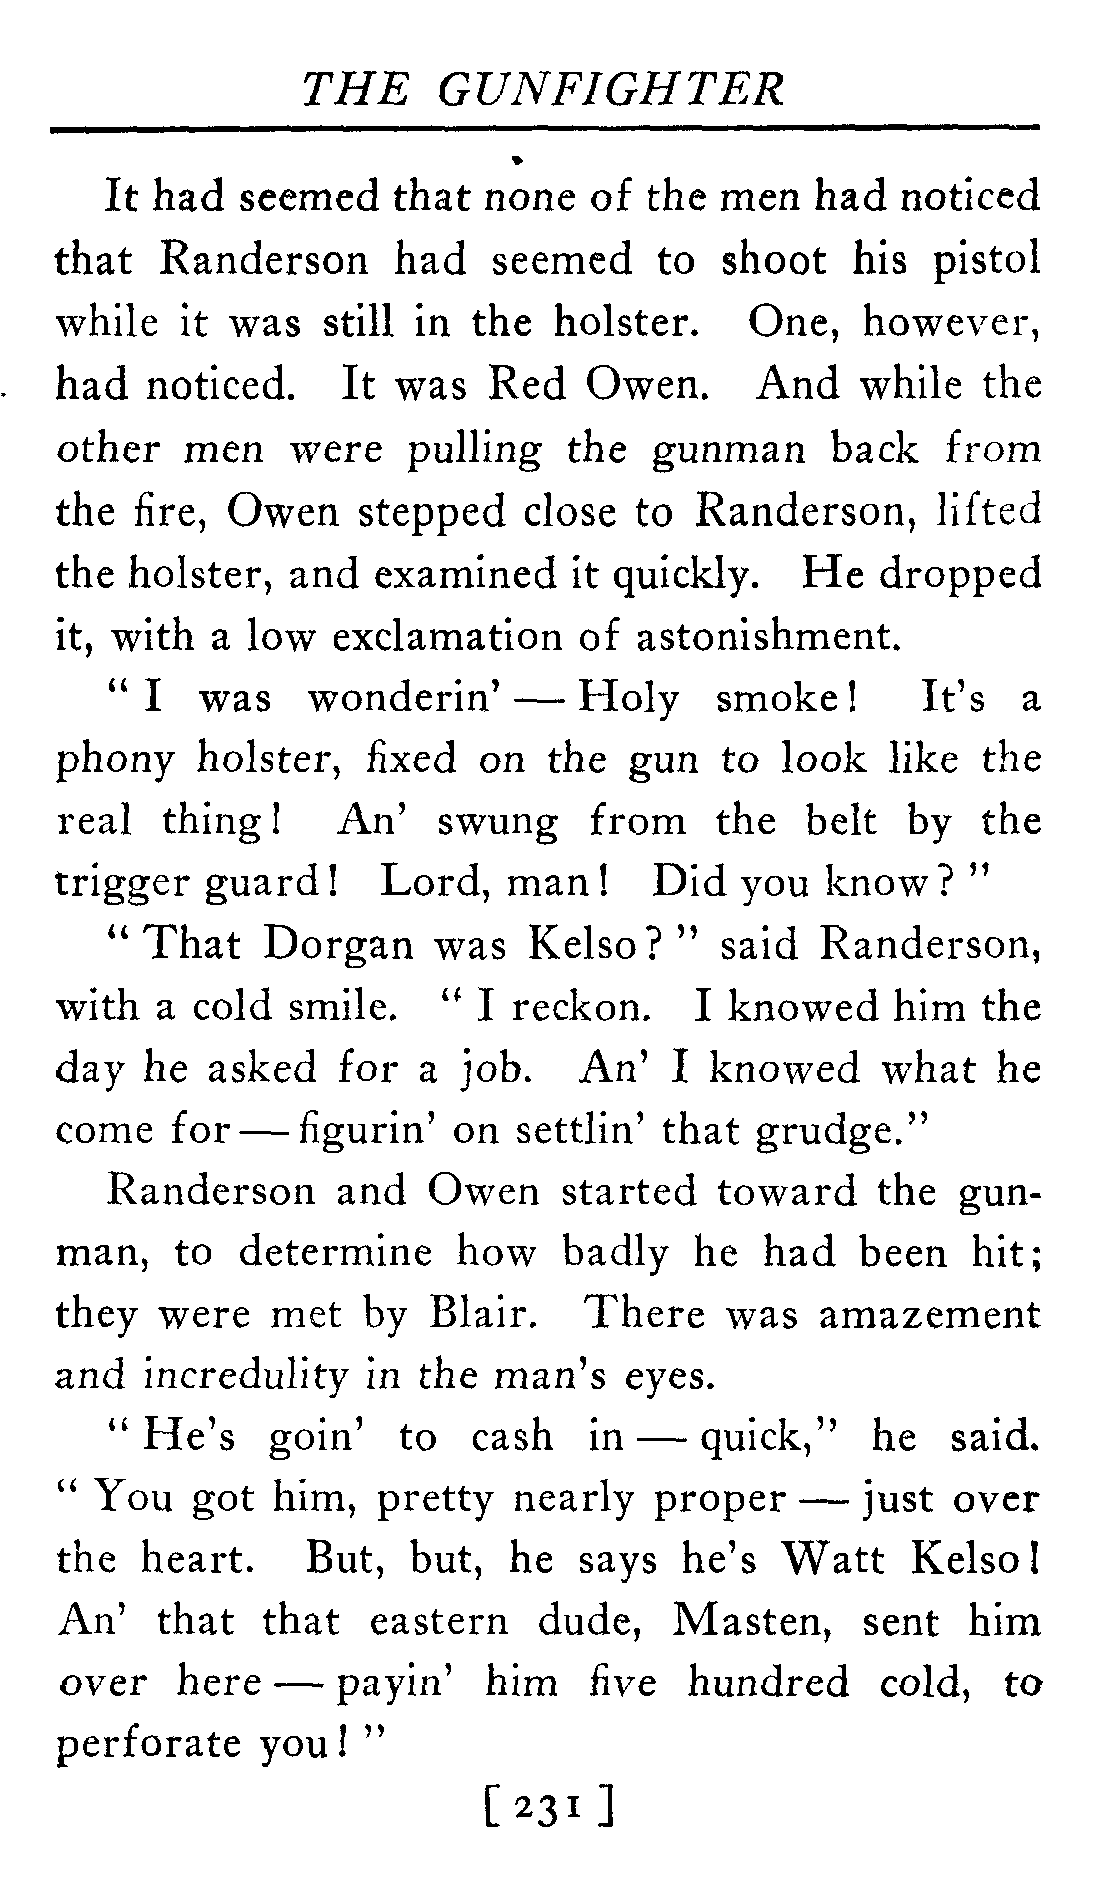 THE GUNFIGHTER
It had seemed that none of the men had noticed
that Randerson had seemed to shoot his pistol
while it was still in the holster. One, however,
had noticed. It was Red Owen. And while the
other men were pulling the gunman back from
the fire, Owen stepped close to Randerson, lifted
the holster, and examined it quickly. He dropped
it, with a low exclamation of astonishment.
" I was wonderin' — Holy smoke! It's a
phony holster, fixed on the gun to look like the
real thing! An' swung from the belt by the
trigger guard! Lord, man! Did you know? "
" That Dorgan was Kelso? " said Randerson,
with a cold smile. " I reckon. I knowed him the
day he asked for a job. An' I knowed what he
come for — figurin' on settlin' that grudge."
Randerson and Owen started toward the gun-
man, to determine how badly he had been hit;
they were met by Blair. There was amazement
and incredulity in the man's eyes.
" He's goin' to cash in — quick," he said.
" You got him, pretty nearly proper — just over
the heart. But, but, he says he's Watt Kelso!
An' that that eastern dude, Masten, sent him
over here — payin' him five hundred cold, to
perforate you! "
[ 231 ]